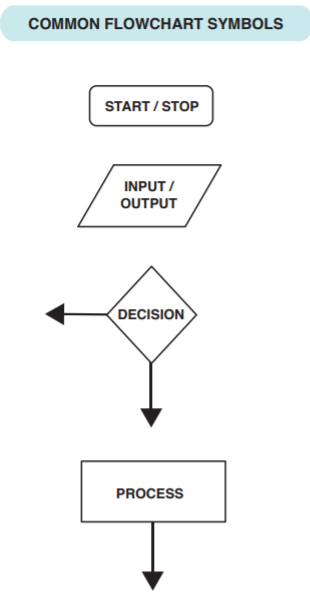 COMMON FLOWCHART SYMBOLS
START / STOP
INPUT /
OUTPUT
DECISION
PROCESS